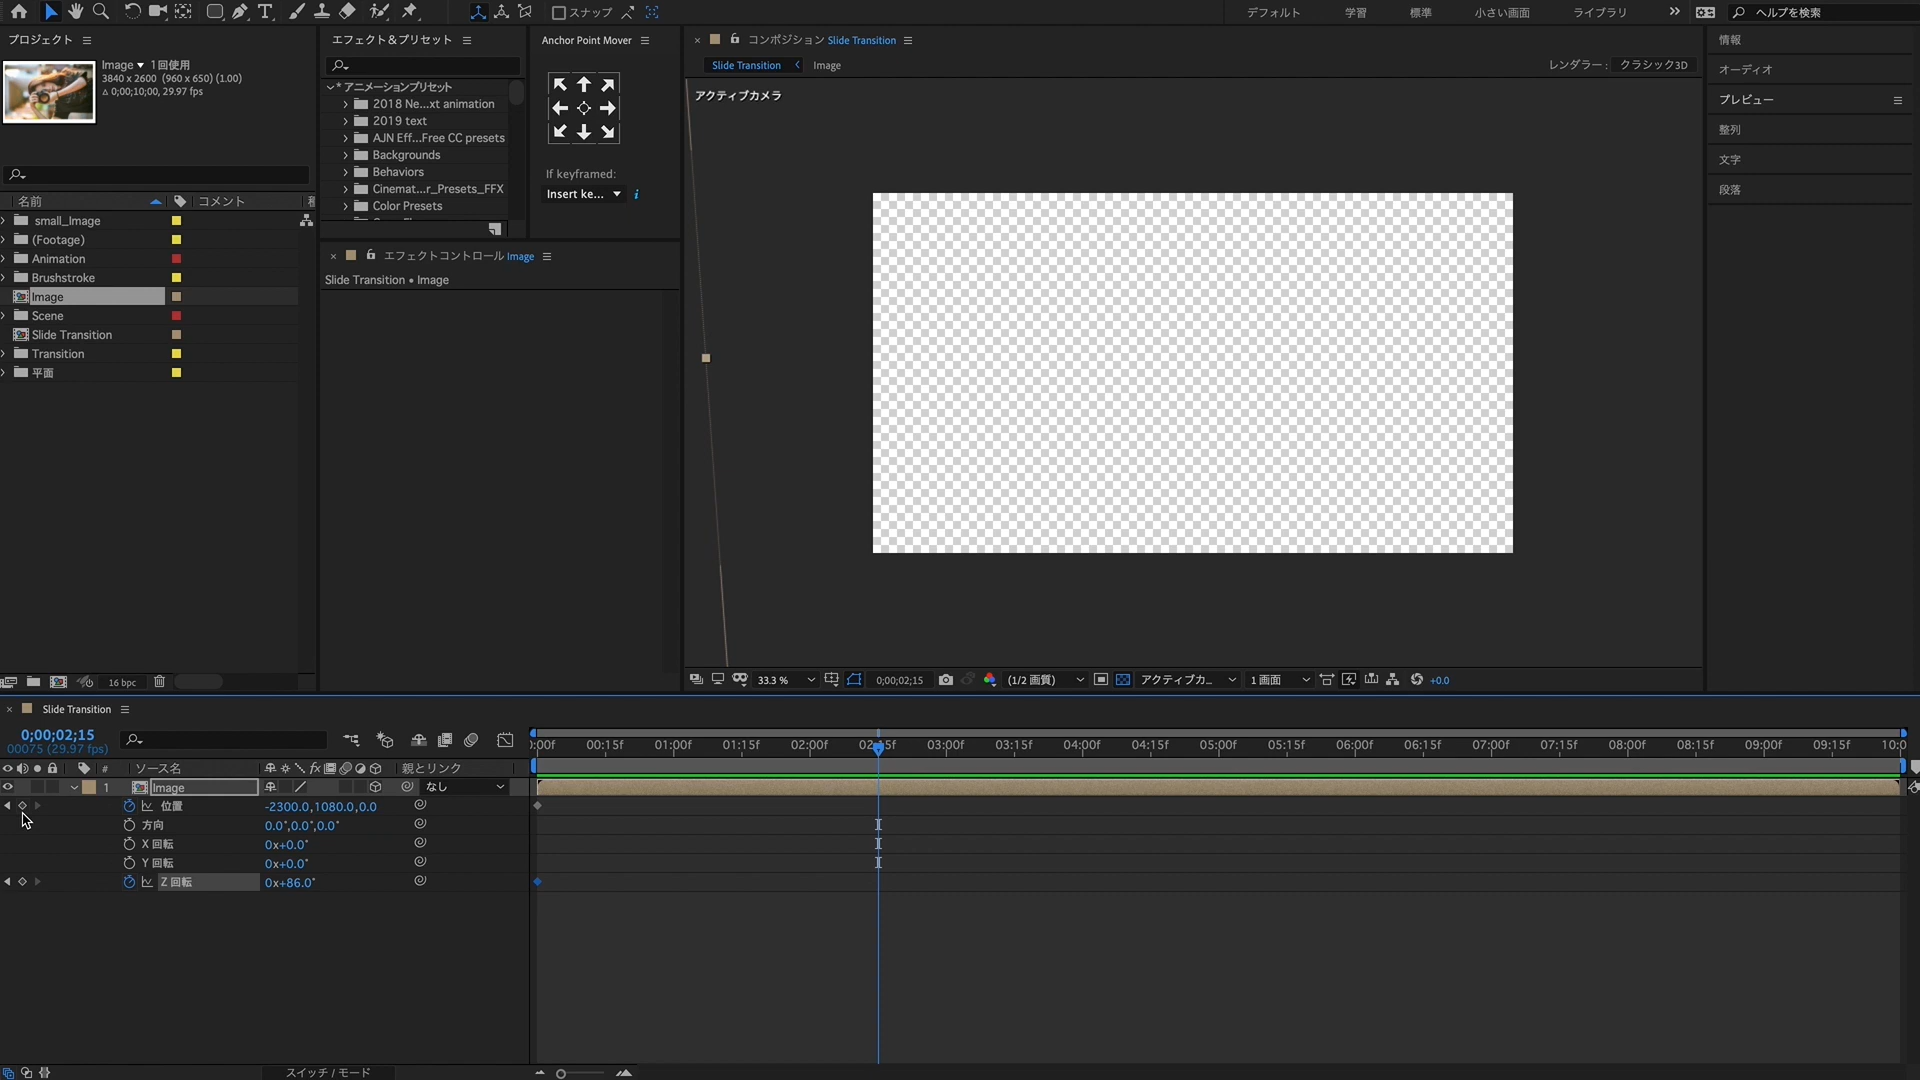 スナップ
デフォルト
学習
標準
小さい画面
ライブラリ
ヘルプを検索
プロジェクト
Image 1回使用
3840 x 2600 (960 x 650) (1.00)
Δ 0;00;10;00, 29.97 fps
名前 コメント
small_Image
(Footage)
Animation
Brushstroke
Image
Scene
Slide Transition
Transition
平面
16 bpc
エフェクト＆プリセット
* アニメーションプリセット
2018 Ne...xt animation
2019 text
AJN Eff...Free CC presets
Backgrounds
Behaviors
Cinemat...r_Presets_FFX
Color Presets
Anchor Point Mover
If keyframed:
Insert ke...
エフェクトコントロール Image
Slide Transition • Image
コンポジション Slide Transition
Slide Transition Image
レンダラー : クラシック3D
アクティブカメラ
33.3 %
0;00;02;15
(1/2 画質)
アクティブカ...
1画面
+0.0
情報
オーディオ
プレビュー
整列
文字
段落
Slide Transition
0;00;02;15
00075 (29.97 fps)
# ソース名 fx 親とリンク
1 Image なし
位置 -2300.0,1080.0,0.0
方向 0.0°,0.0°,0.0°
X 回転 0x+0.0°
Y 回転 0x+0.0°
Z 回転 0x+86.0°
):00f 00:15f 01:00f 01:15f 02:00f 02:15f 03:00f 03:15f 04:00f 04:15f 05:00f 05:15f 06:00f 06:15f 07:00f 07:15f 08:00f 08:15f 09:00f 09:15f 10:0
スイッチ / モード